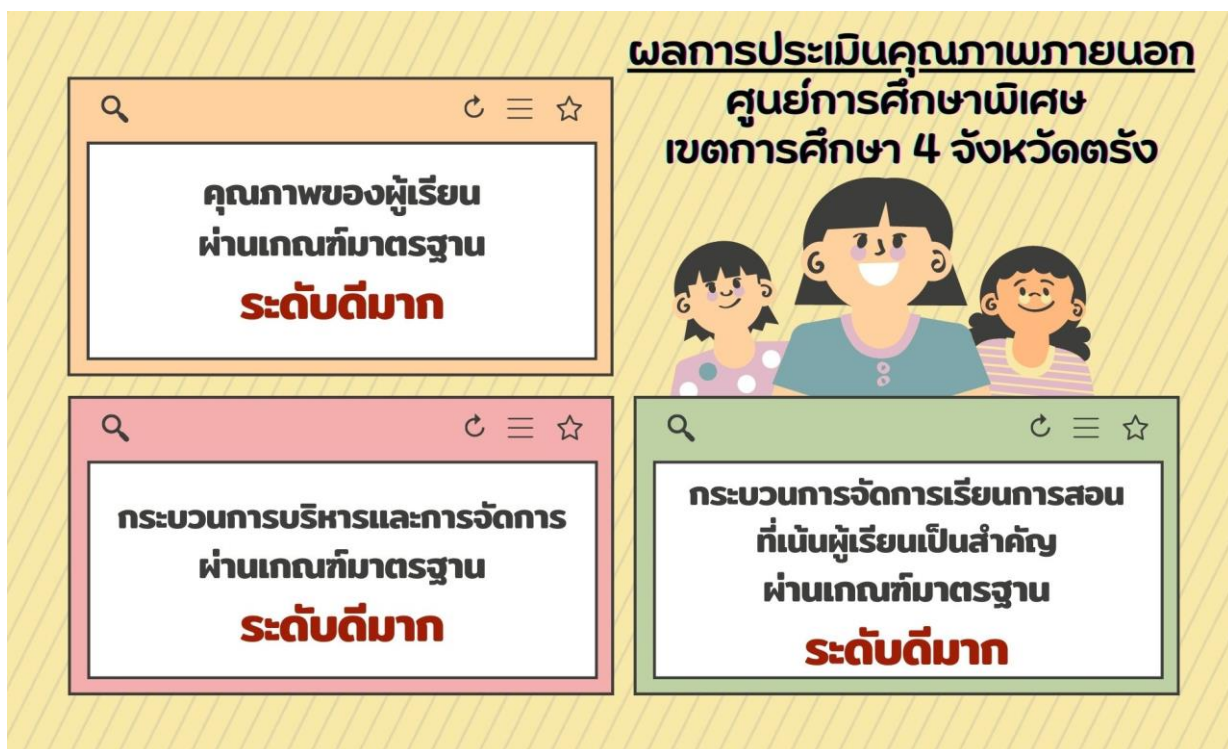 ผลการประเมินคุณภาพภายนอก
ศูนย์การศึกษาพิเศษ
เขตการศึกษา 4 จังหวัดตรัง
คุณภาพของผู้เรียน
ผ่านเกณฑ์มาตรฐาน
ระดับดีมาก
กระบวนการบริหารและการจัดการ
ผ่านเกณฑ์มาตรฐาน
ระดับดีมาก
กระบวนการจัดการเรียนการสอน
ที่เน้นผู้เรียนเป็นสำคัญ
ผ่านเกณฑ์มาตรฐาน
ระดับดีมาก